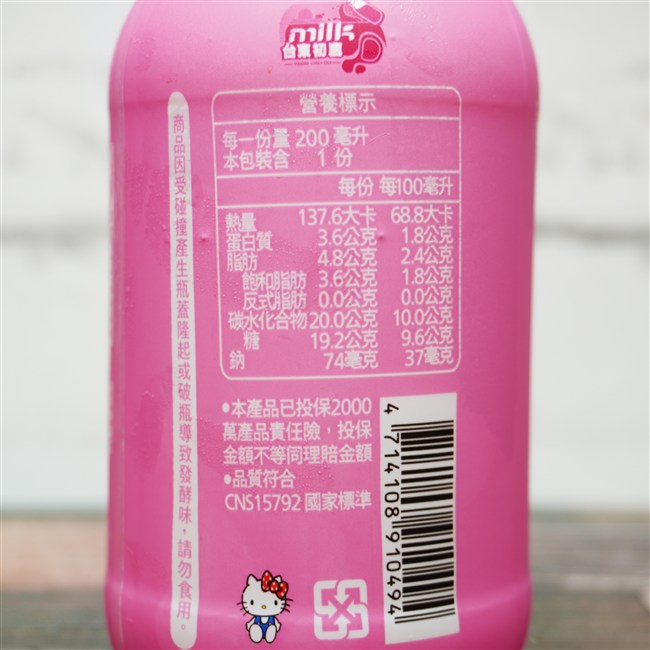 milk
台東初鹿
營養標示
每一份量 200 毫升
本包裝含 1 份
每份 每100毫升
熱量 137.6大卡 68.8大卡
蛋白質 3.6公克 1.8公克
脂肪 4.8公克 2.4公克
飽和脂肪 3.6公克 1.8公克
反式脂肪 0.0公克 0.0公克
碳水化合物 20.0公克 10.0公克
糖 19.2公克 9.6公克
鈉 74毫克 37毫克
商品因受碰撞產生瓶蓋隆起或破瓶導致發酵味，請勿食用。
•本產品已投保2000
萬產品責任險，投保
金額不等同理賠金額
•品質符合
CNS15792 國家標準
4 714108 910494